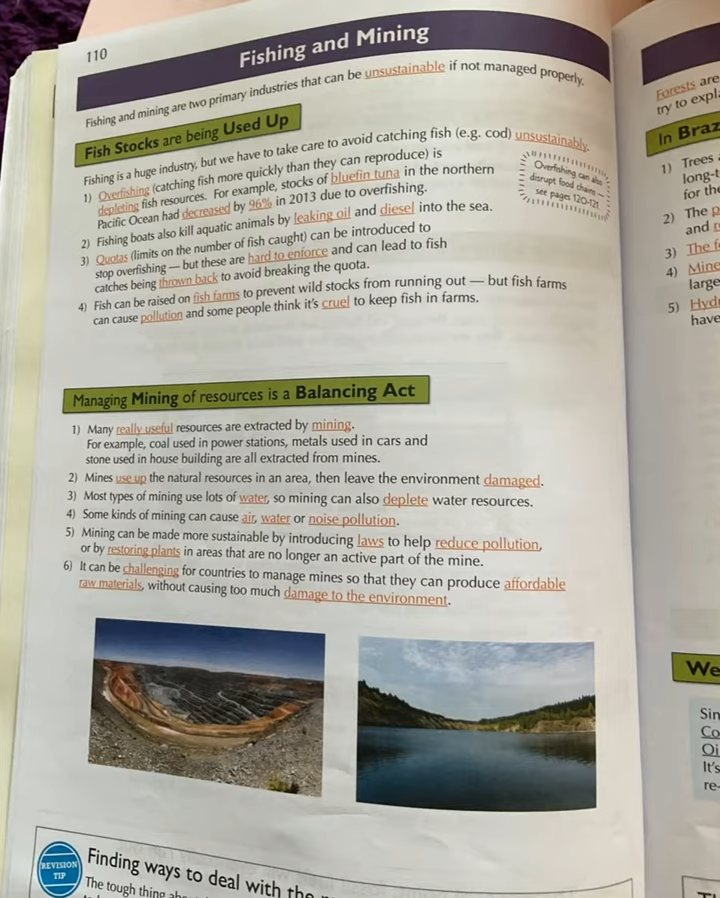 110
Fishing and Mining
Fishing and mining are two primary industries that can be unsustainable if not managed properly.
Fish Stocks are being Used Up
Fishing is a huge industry, but we have to take care to avoid catching fish (e.g. cod) unsustainably.
1) Overfishing (catching fish more quickly than they can reproduce) is
depleting fish resources. For example, stocks of bluefin tuna in the northern
Pacific Ocean had decreased by 96% in 2013 due to overfishing.
2) Fishing boats also kill aquatic animals by leaking oil and diesel into the sea.
3) Quotas (limits on the number of fish caught) can be introduced to
stop overfishing — but these are hard to enforce and can lead to fish
catches being thrown back to avoid breaking the quota.
4) Fish can be raised on fish farms to prevent wild stocks from running out — but fish farms
can cause pollution and some people think it's cruel to keep fish in farms.
Overfishing can also
disrupt food chains —
see pages 120-121
Managing Mining of resources is a Balancing Act
1) Many really useful resources are extracted by mining.
For example, coal used in power stations, metals used in cars and
stone used in house building are all extracted from mines.
2) Mines use up the natural resources in an area, then leave the environment damaged.
3) Most types of mining use lots of water, so mining can also deplete water resources.
4) Some kinds of mining can cause air, water or noise pollution.
5) Mining can be made more sustainable by introducing laws to help reduce pollution,
or by restoring plants in areas that are no longer an active part of the mine.
6) It can be challenging for countries to manage mines so that they can produce affordable
raw materials, without causing too much damage to the environment.
REVISION
TIP
Finding ways to deal with the
The tough thing
Forests are
try to
In
1) Trees
for
2) The
and
3) The
4) Mine
large
5)
have
We
It's